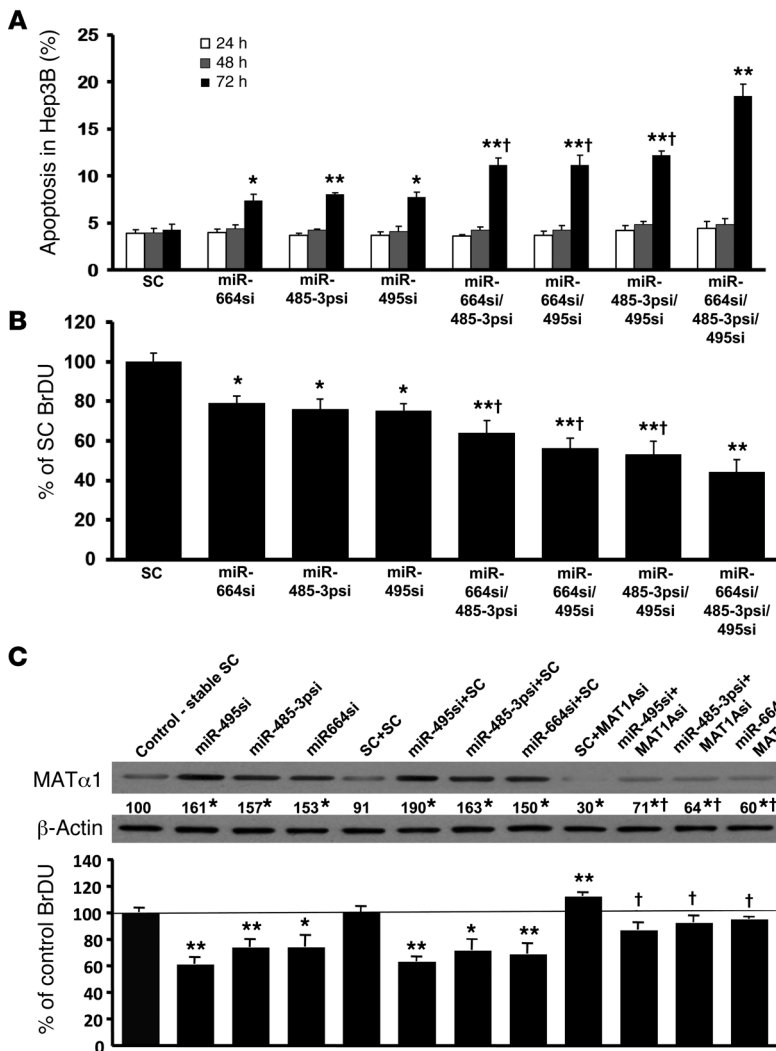 A
Apoptosis in Hep3B (%)
25
20
15
10
5
0
24 h
48 h
72 h
*
**
*
**†
**†
**†
**
SC
miR-
664si
miR-
485-3psi
miR-
495si
miR-
664si/
485-3psi
miR-
664si/
495si
miR-
485-3psi/
495si
miR-
664si/
485-3psi/
495si
B
% of SC BrDU
120
100
80
60
40
20
0
*
*
*
**†
**†
**†
**
SC
miR-
664si
miR-
485-3psi
miR-
495si
miR-
664si/
485-3psi
miR-
664si/
495si
miR-
485-3psi/
495si
miR-
664si/
485-3psi/
495si
C
Control - stable SC
miR-495si
miR-485-3psi
miR664si
SC+SC
miR-495si+SC
miR-485-3psi+SC
miR-664si+SC
SC+MAT1Asi
miR-495si+
MAT1Asi
miR-485-3psi+
MAT1Asi
miR-664
MAT
MATα1
100 161* 157* 153* 91 190* 163* 150* 30* 71*† 64*† 60*†
β-Actin
% of control BrDU
140
120
100
80
60
40
20
0
**
**
*
**
*
**
**
†
†
†